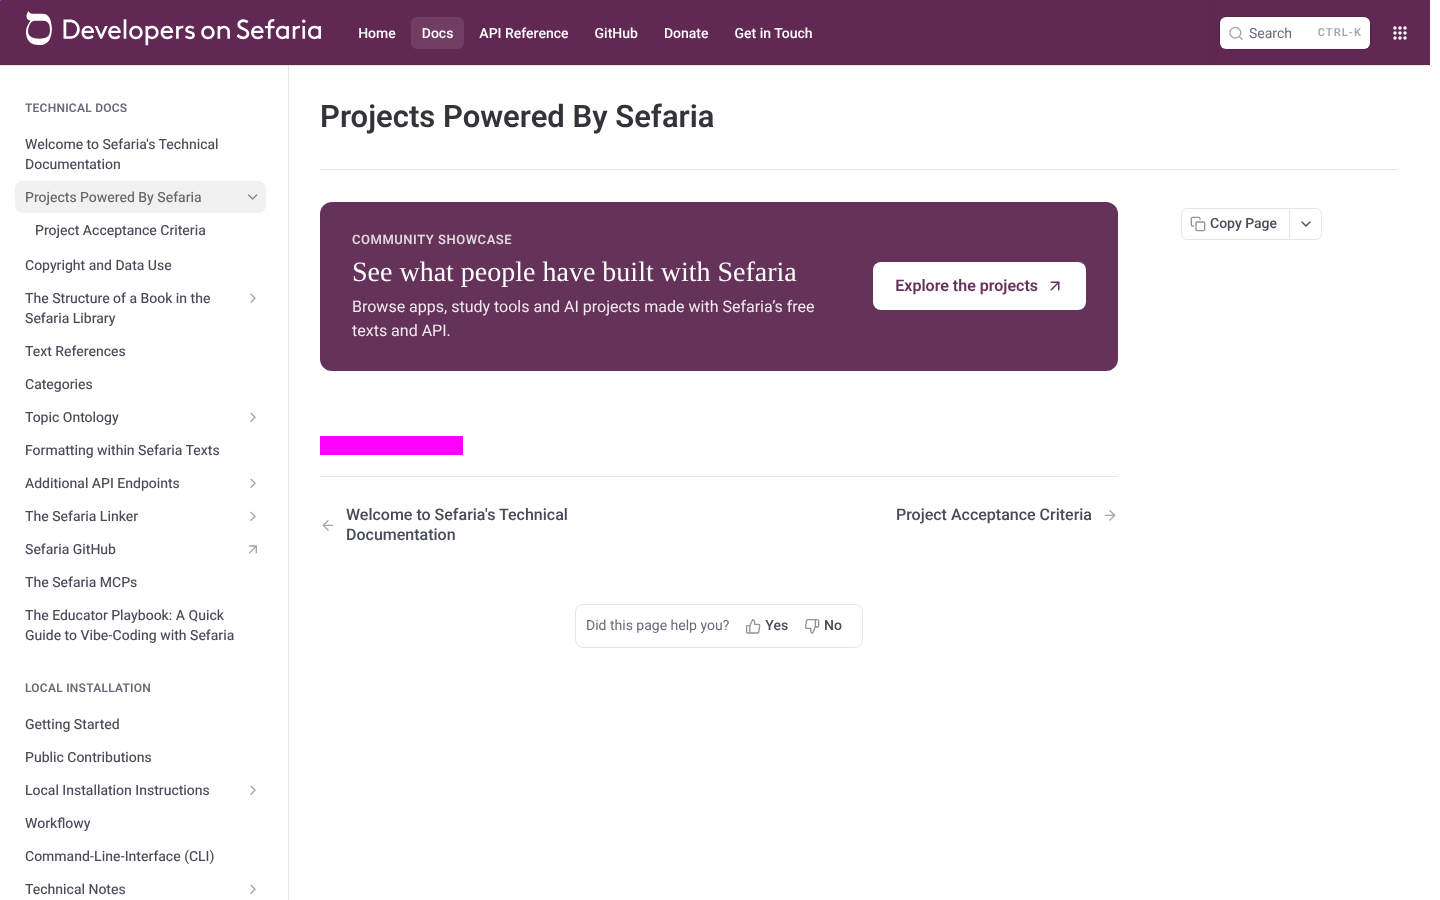 Developers on Sefaria
Home
Docs
API Reference
GitHub
Donate
Get in Touch
Search
CTRL-K
TECHNICAL DOCS
Welcome to Sefaria's Technical
Documentation
Projects Powered By Sefaria
Project Acceptance Criteria
Copyright and Data Use
The Structure of a Book in the
Sefaria Library
Text References
Categories
Topic Ontology
Formatting within Sefaria Texts
Additional API Endpoints
The Sefaria Linker
Sefaria GitHub
The Sefaria MCPs
The Educator Playbook: A Quick
Guide to Vibe-Coding with Sefaria
LOCAL INSTALLATION
Getting Started
Public Contributions
Local Installation Instructions
Workflowy
Command-Line-Interface (CLI)
Technical Notes
Projects Powered By Sefaria
COMMUNITY SHOWCASE
See what people have built with Sefaria
Browse apps, study tools and AI projects made with Sefaria’s free
texts and API.
Explore the projects
Copy Page
Welcome to Sefaria's Technical
Documentation
Project Acceptance Criteria
Did this page help you?
Yes
No